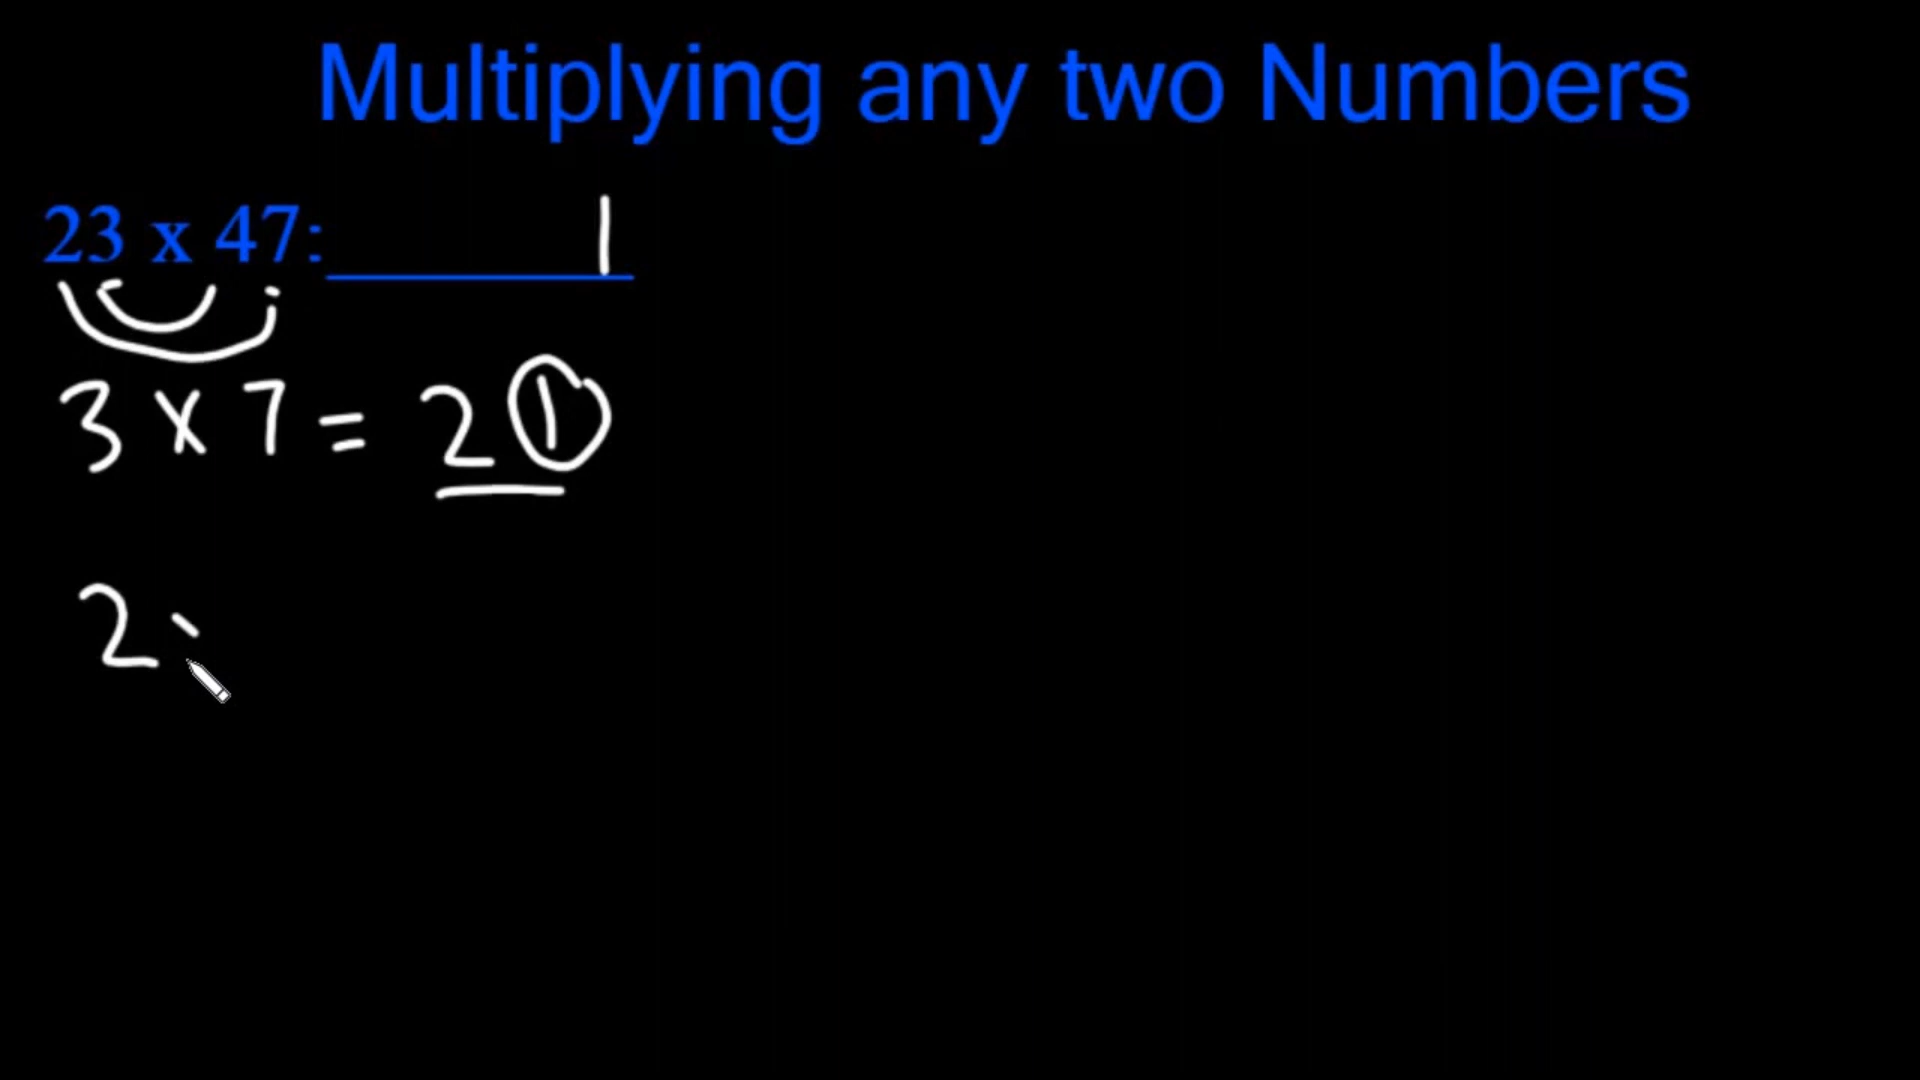 Multiplying any two Numbers
23 x 47: 1
3 x 7 = 21
2